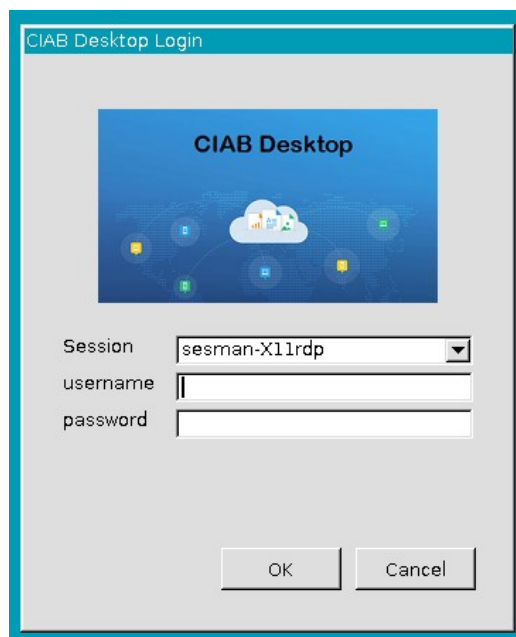 CIAB Desktop Login
CIAB Desktop
Session sesman-X11rdp
username
password
OK Cancel